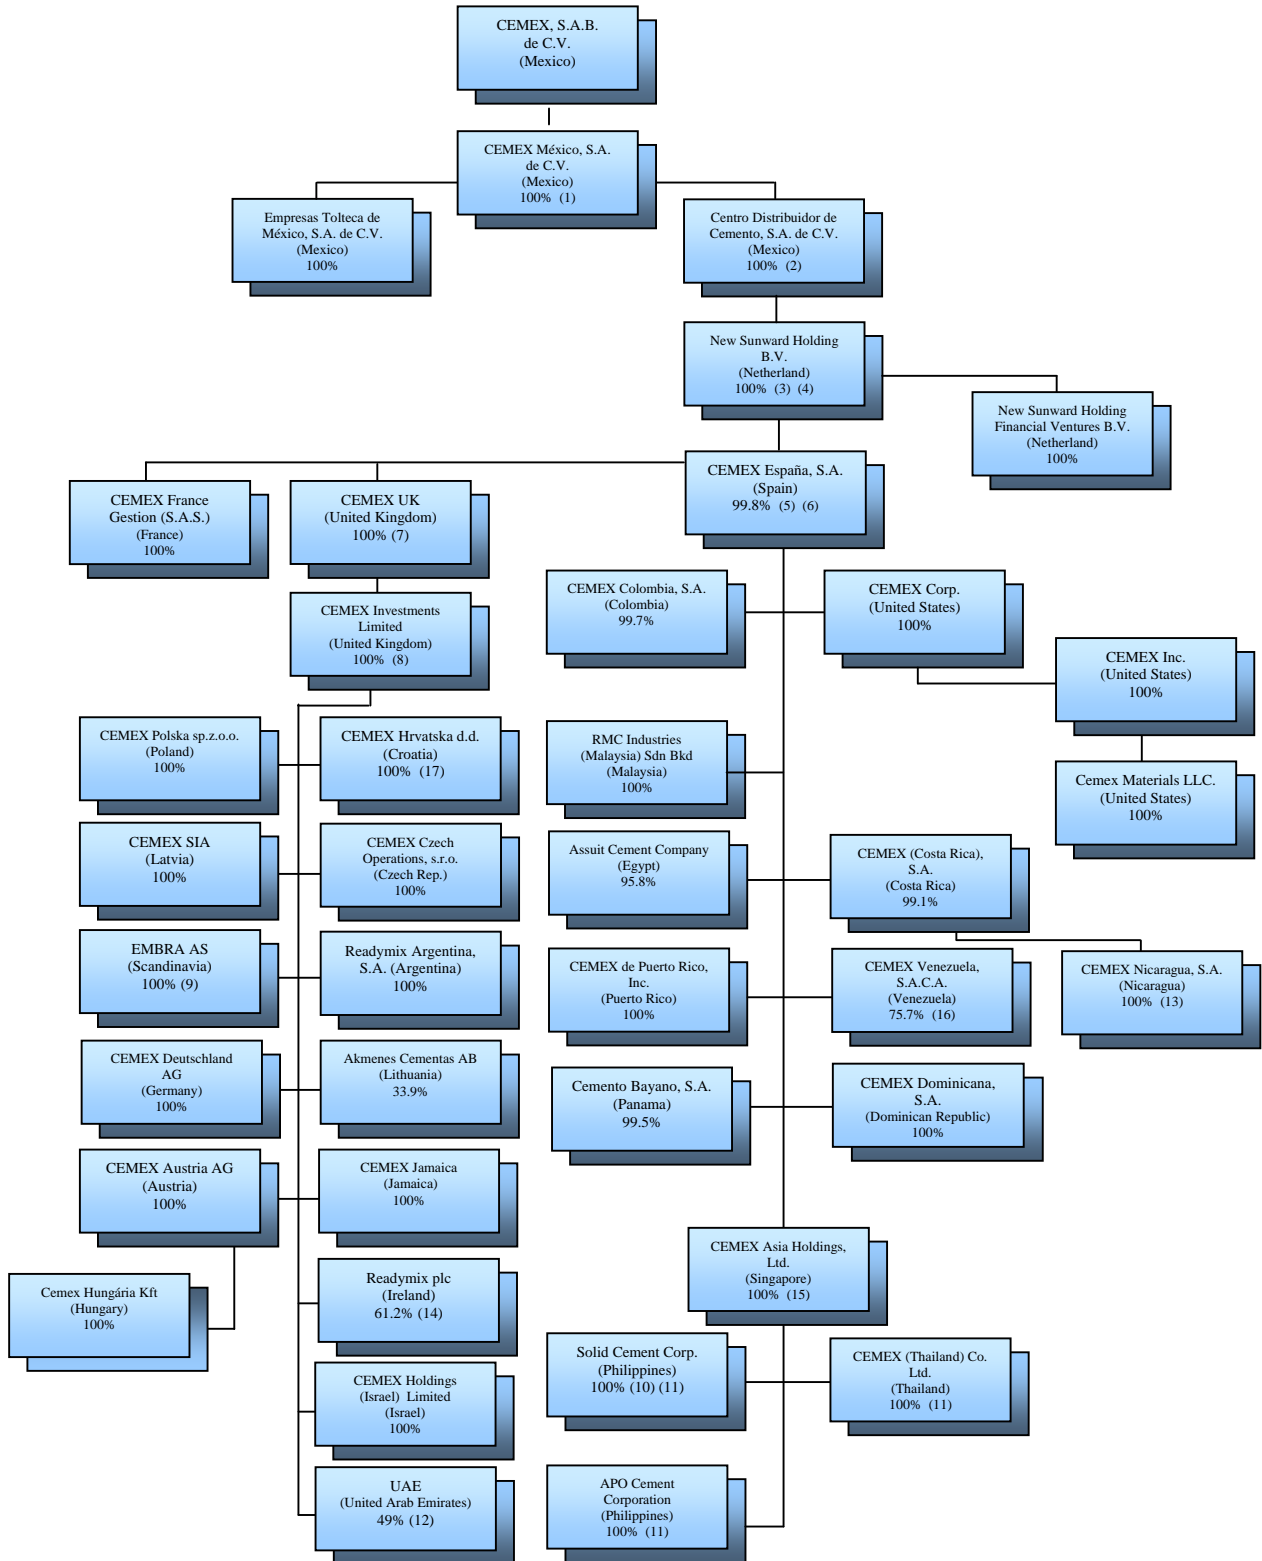 CEMEX, S.A.B.
de C.V.
(Mexico)
CEMEX México, S.A.
de C.V.
(Mexico)
100% (1)
Empresas Tolteca de
México, S.A. de C.V.
(Mexico)
100%
Centro Distribuidor de
Cemento, S.A. de C.V.
(Mexico)
100% (2)
New Sunward Holding
B.V.
(Netherland)
100% (3) (4)
New Sunward Holding
Financial Ventures B.V.
(Netherland)
100%
CEMEX España, S.A.
(Spain)
99.8% (5) (6)
CEMEX France
Gestion (S.A.S.)
(France)
100%
CEMEX UK
(United Kingdom)
100% (7)
CEMEX Investments
Limited
(United Kingdom)
100% (8)
CEMEX Colombia, S.A.
(Colombia)
99.7%
CEMEX Corp.
(United States)
100%
CEMEX Inc.
(United States)
100%
CEMEX Polska sp.z.o.o.
(Poland)
100%
CEMEX Hrvatska d.d.
(Croatia)
100% (17)
RMC Industries
(Malaysia) Sdn Bkd
(Malaysia)
100%
Cemex Materials LLC.
(United States)
100%
CEMEX SIA
(Latvia)
100%
CEMEX Czech
Operations, s.r.o.
(Czech Rep.)
100%
Assuit Cement Company
(Egypt)
95.8%
CEMEX (Costa Rica),
S.A.
(Costa Rica)
99.1%
EMBRA AS
(Scandinavia)
100% (9)
Readymix Argentina,
S.A. (Argentina)
100%
CEMEX de Puerto Rico,
Inc.
(Puerto Rico)
100%
CEMEX Venezuela,
S.A.C.A.
(Venezuela)
75.7% (16)
CEMEX Nicaragua, S.A.
(Nicaragua)
100% (13)
CEMEX Deutschland
AG
(Germany)
100%
Akmenes Cementas AB
(Lithuania)
33.9%
Cemento Bayano, S.A.
(Panama)
99.5%
CEMEX Dominicana,
S.A.
(Dominican Republic)
100%
CEMEX Austria AG
(Austria)
100%
CEMEX Jamaica
(Jamaica)
100%
CEMEX Asia Holdings,
Ltd.
(Singapore)
100% (15)
Cemex Hungária Kft
(Hungary)
100%
Readymix plc
(Ireland)
61.2% (14)
Solid Cement Corp.
(Philippines)
100% (10) (11)
CEMEX (Thailand) Co.
Ltd.
(Thailand)
100% (11)
CEMEX Holdings
(Israel) Limited
(Israel)
100%
UAE
(United Arab Emirates)
49% (12)
APO Cement
Corporation
(Philippines)
100% (11)